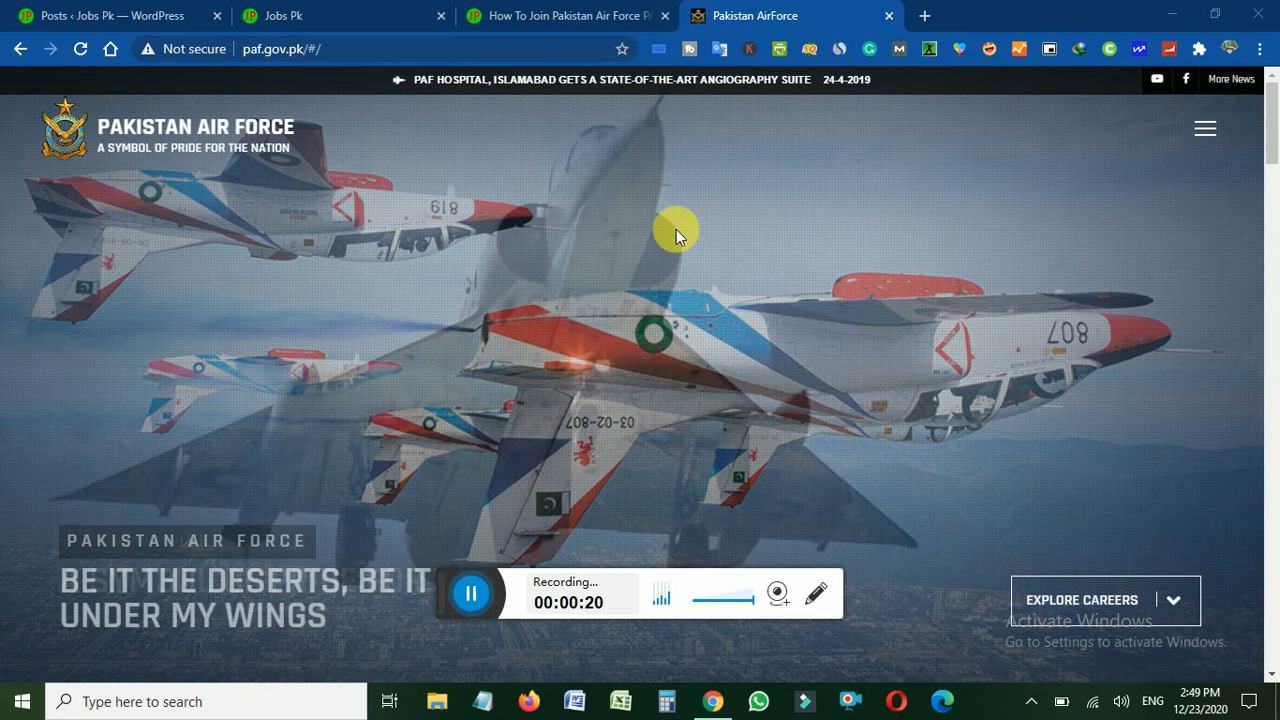 Posts ‹ Jobs Pk — WordPress
Jobs Pk
How To Join Pakistan Air Force PA
Pakistan AirForce
Not secure
paf.gov.pk/#/
PAF HOSPITAL, ISLAMABAD GETS A STATE-OF-THE-ART ANGIOGRAPHY SUITE 24-4-2019
More News
PAKISTAN AIR FORCE
A SYMBOL OF PRIDE FOR THE NATION
819
807
03-02-807
PAKISTAN AIR FORCE
BE IT THE DESERTS, BE IT
UNDER MY WINGS
Recording...
00:00:20
EXPLORE CAREERS
Activate Windows
Go to Settings to activate Windows.
Type here to search
ENG
2:49 PM
12/23/2020